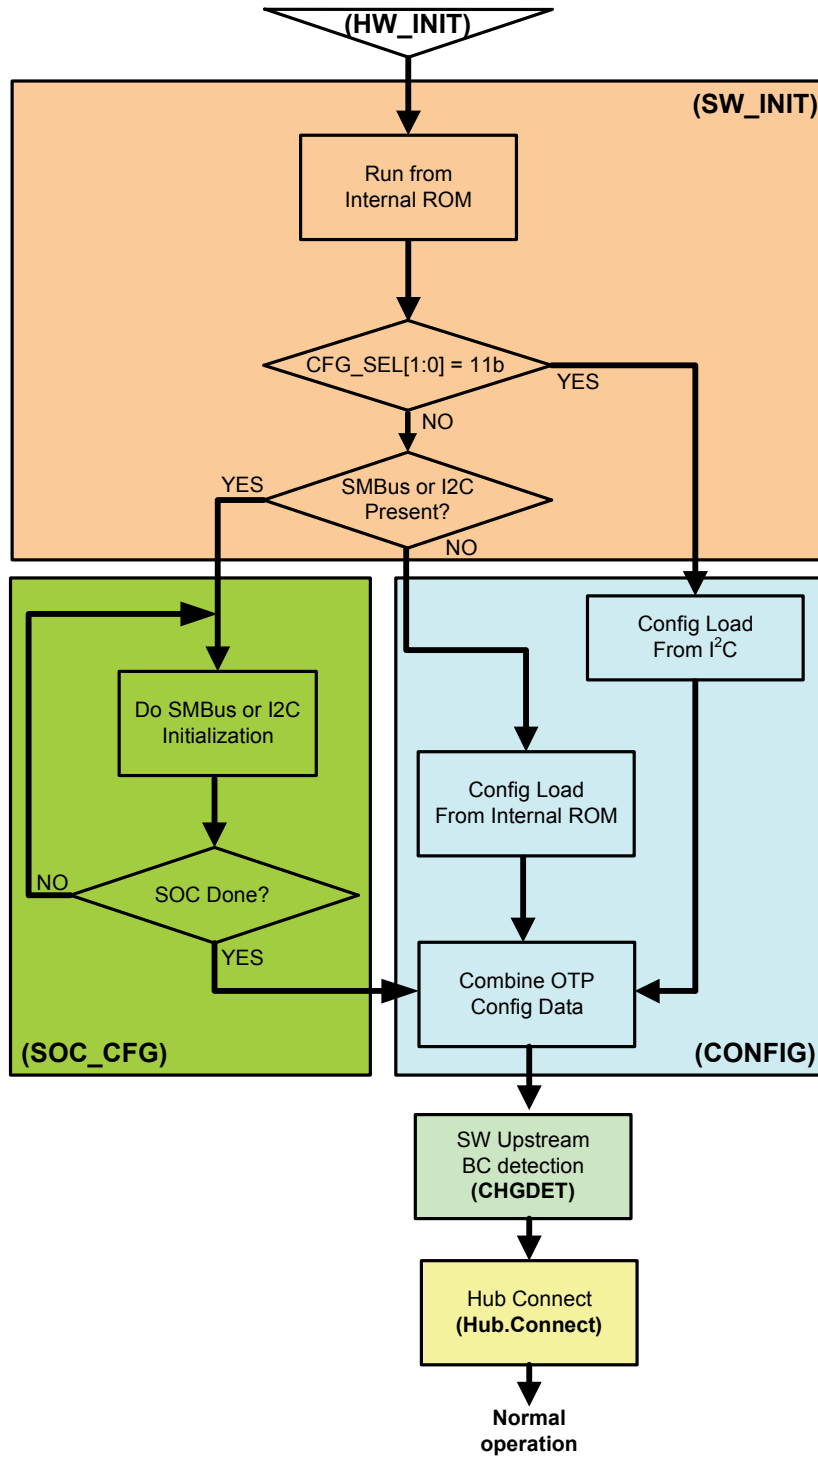 (HW_INIT)
(SW_INIT)
Run from
Internal ROM
CFG_SEL[1:0] = 11b
YES
NO
SMBus or I2C
Present?
YES
NO
Config Load
From I²C
Do SMBus or I2C
Initialization
Config Load
From Internal ROM
SOC Done?
NO
YES
Combine OTP
Config Data
(SOC_CFG)
(CONFIG)
SW Upstream
BC detection
(CHGDET)
Hub Connect
(Hub.Connect)
Normal
operation